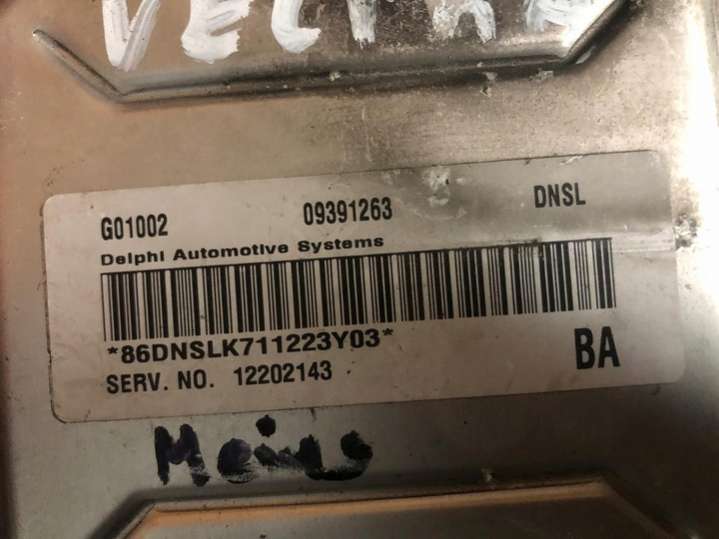 VECTRA
G01002 09391263 DNSL
Delphi Automotive Systems
*86DNSLK711223Y03*
SERV. NO. 12202143 BA
Meins